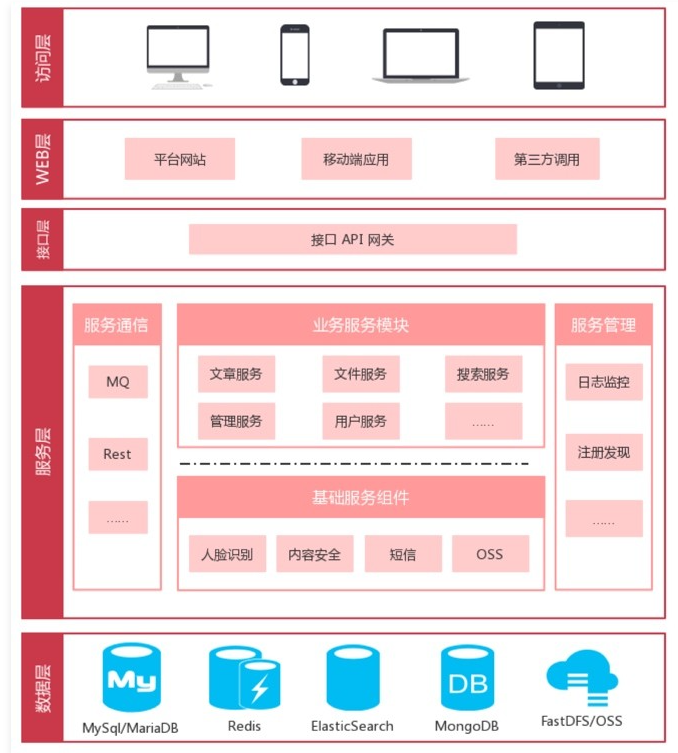 访问层
WEB层
平台网站
移动端应用
第三方调用
接口层
接口 API 网关
服务层
服务通信
MQ
Rest
……
业务服务模块
文章服务
文件服务
搜索服务
管理服务
用户服务
……
基础服务组件
人脸识别
内容安全
短信
OSS
服务管理
日志监控
注册发现
……
数据层
My
DB
MySql/MariaDB
Redis
ElasticSearch
MongoDB
FastDFS/OSS